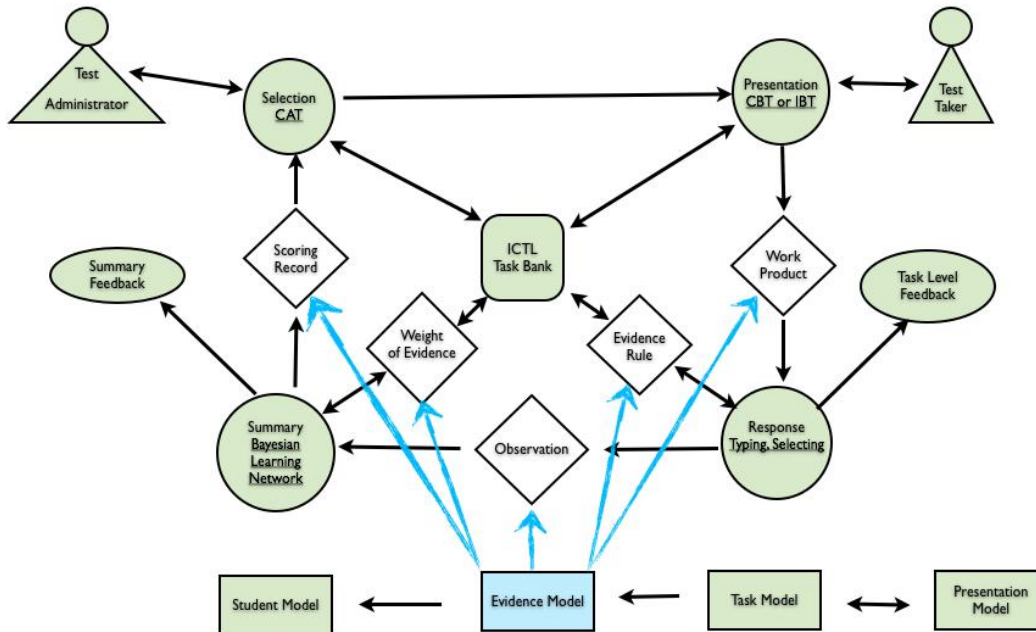 Test
Administrator
Selection
CAT
Presentation
CBT or IBT
Test
Taker
Scoring
Record
ICTL
Task Bank
Work
Product
Summary
Feedback
Task Level
Feedback
Weight
of Evidence
Evidence
Rule
Summary
Bayesian
Learning
Network
Observation
Response
Typing, Selecting
Student Model
Evidence Model
Task Model
Presentation
Model